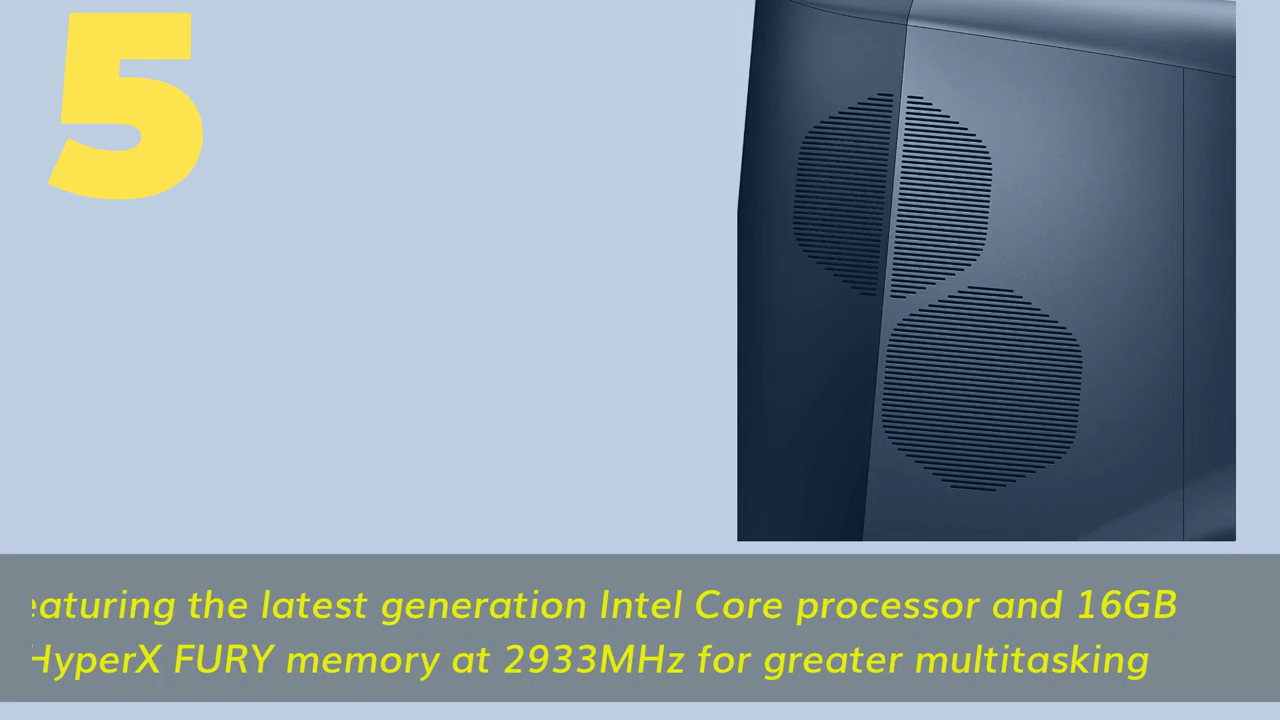 5
eaturing the latest generation Intel Core processor and 16GB
HyperX FURY memory at 2933MHz for greater multitasking